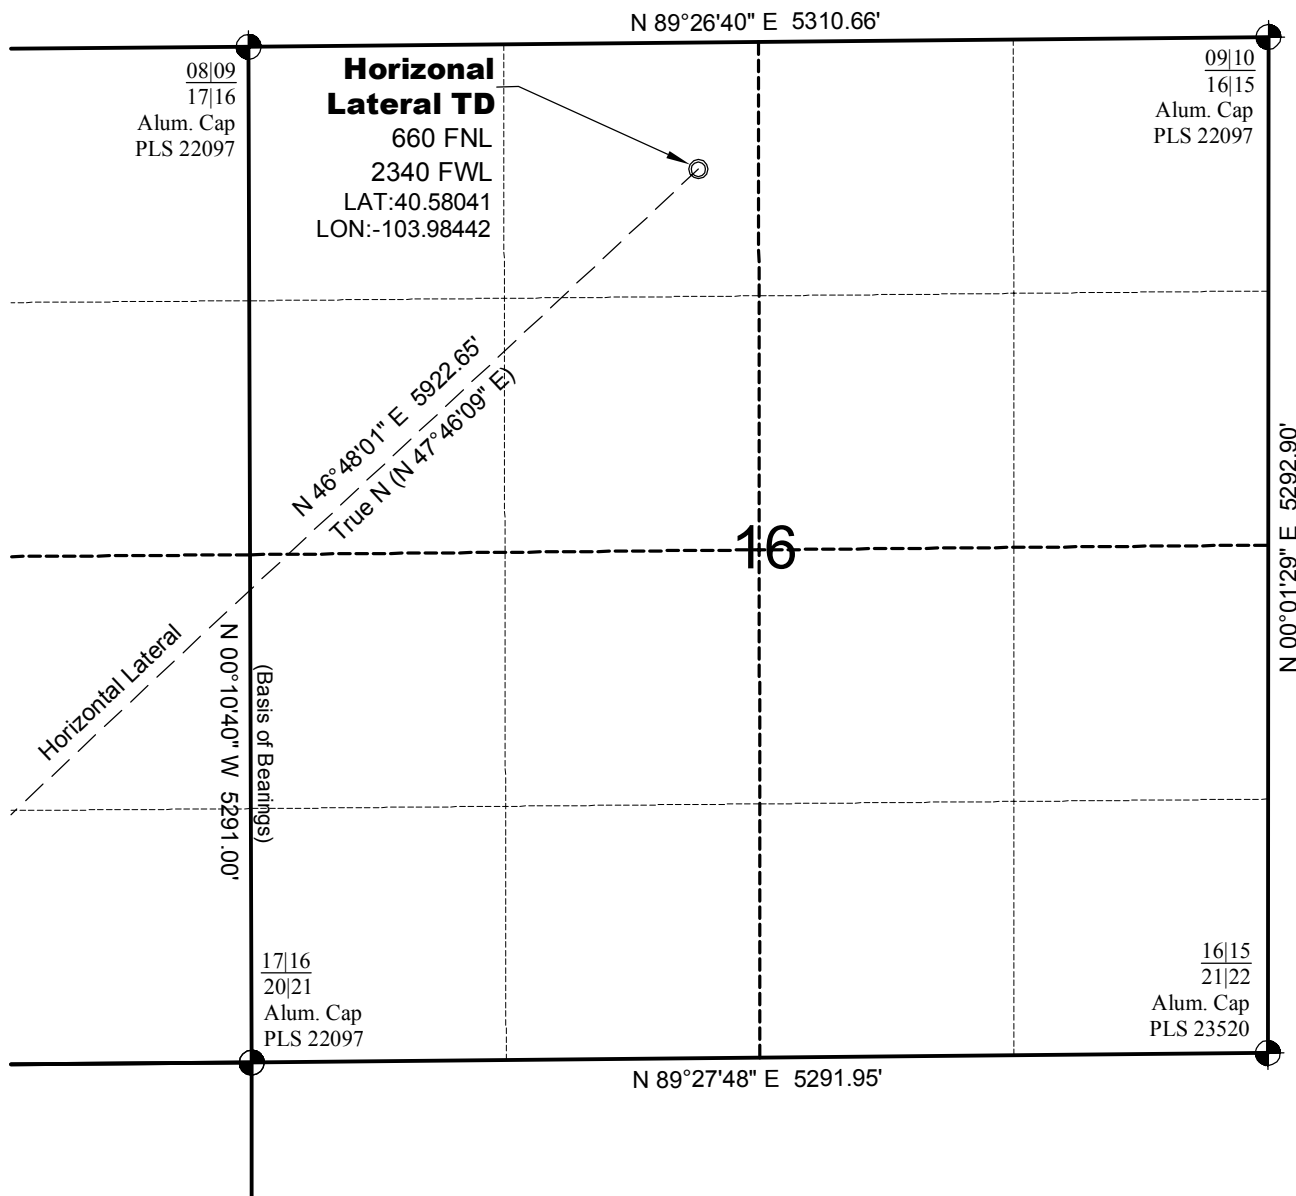 N 89°26'40" E 5310.66'
08|09
17|16
Alum. Cap
PLS 22097
Horizonal
Lateral TD
660 FNL
2340 FWL
LAT:40.58041
LON:-103.98442
09|10
16|15
Alum. Cap
PLS 22097
N 46°48'01" E 5922.65'
True N (N 47°46'09" E)
16
N 00°01'29" E 5292.90'
Horizontal Lateral
N 00°10'40" W 5291.00'
(Basis of Bearings)
17|16
20|21
Alum. Cap
PLS 22097
16|15
21|22
Alum. Cap
PLS 23520
N 89°27'48" E 5291.95'